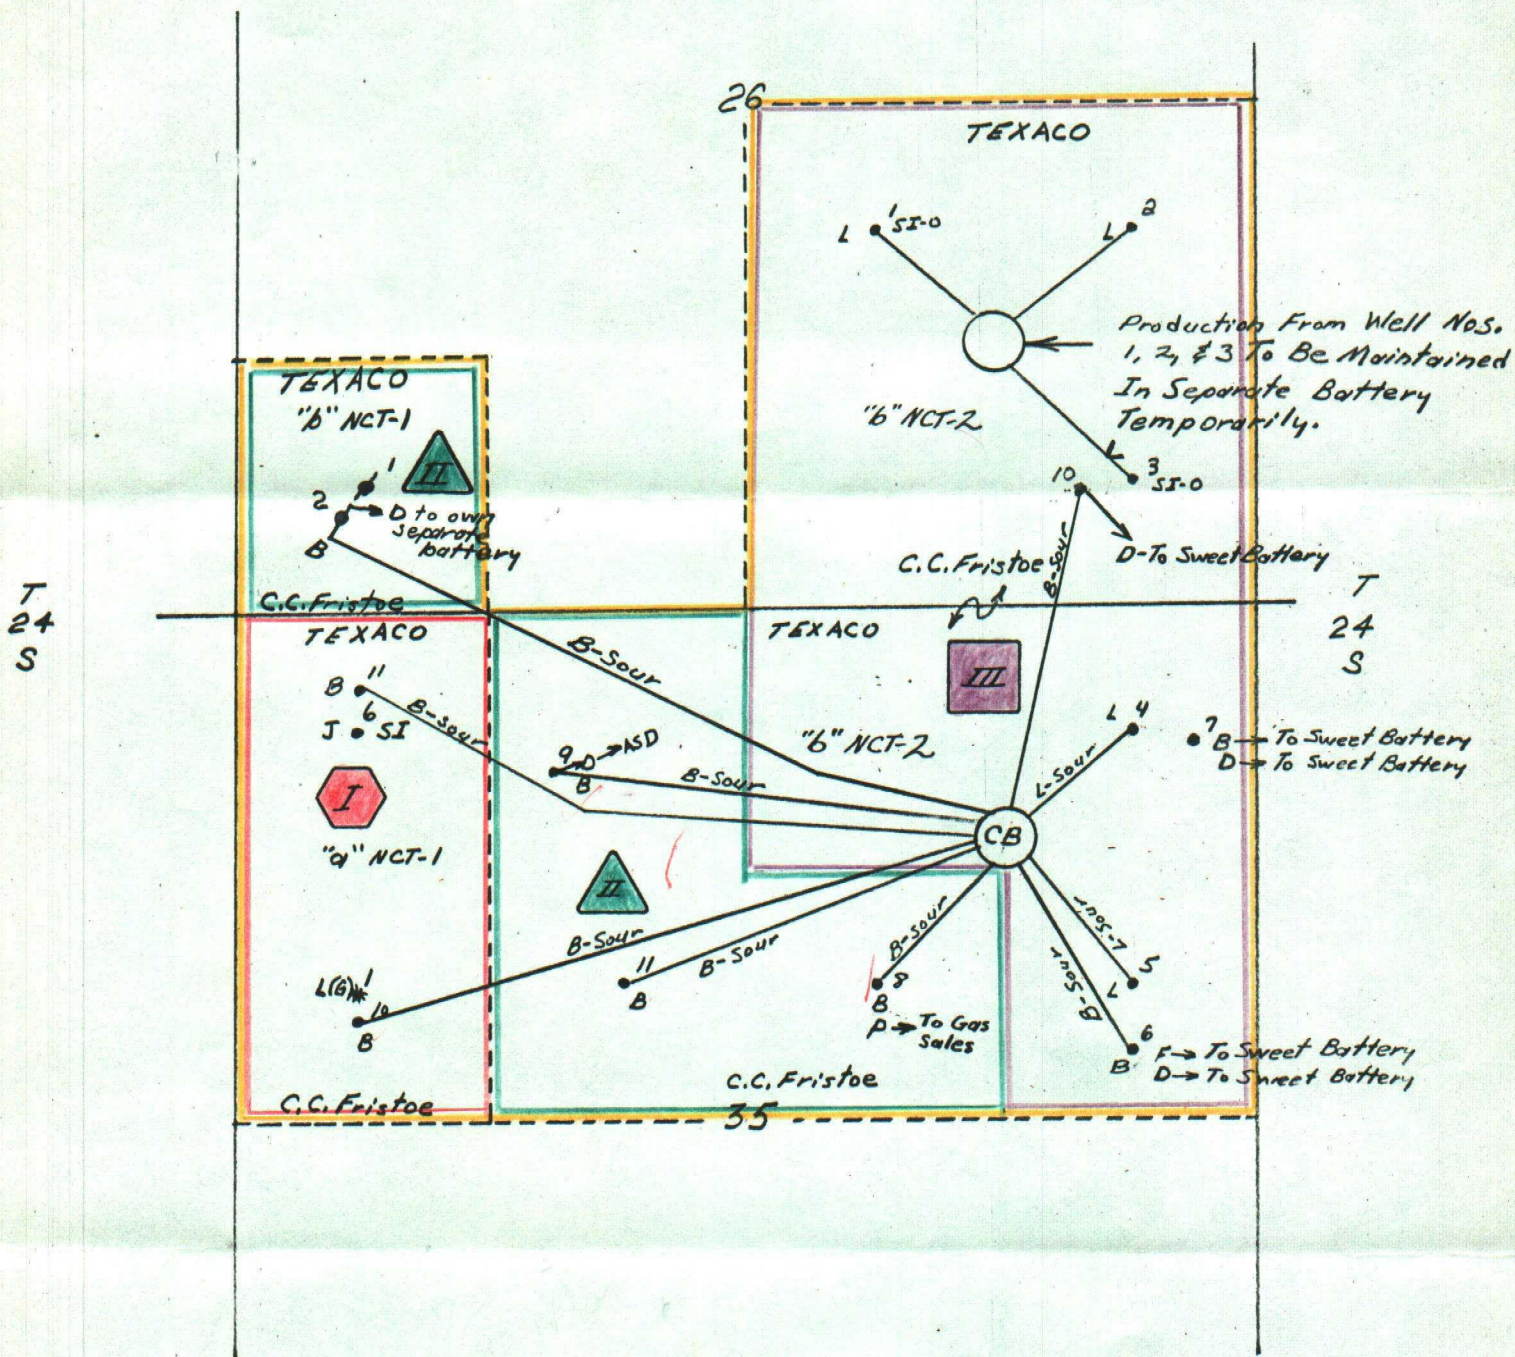 26
TEXACO
1
SI-O
L
2
L
Production From Well Nos.
1, 2, & 3 To Be Maintained
In Separate Battery
Temporarily.
"b" NCT-2
TEXACO
"b" NCT-1
II
1
2
D to own
separate
battery
B
C.C. Fristoe
L
3
SI-O
10
D-To Sweet Battery
C.C. Fristoe
B-Sour
T
24
S
T
24
S
TEXACO
B 11
B-Sour
6
J SI
I
"a" NCT-1
L(G) 1
10
B
C.C. Fristoe
B-Sour
9
D
ASD
B
B-Sour
II
B-Sour
11
B
B-Sour
TEXACO
III
"b" NCT-2
CB
L 4
L-Sour
7
B → To Sweet Battery
D → To Sweet Battery
B-Sour
8
B
P → To Gas
Sales
L-Sour
5
L
B-Sour
6
B
F → To Sweet Battery
D → To Sweet Battery
C.C. Fristoe
35